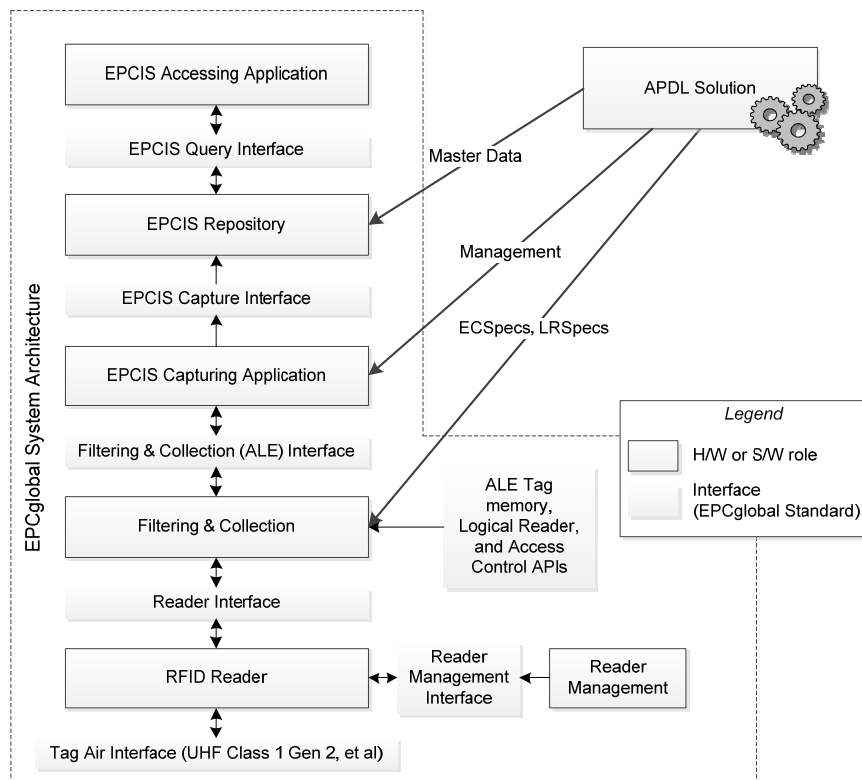 EPCIS Accessing Application
APDL Solution
EPCIS Query Interface
Master Data
EPCIS Repository
Management
EPCIS Capture Interface
ECSpecs, LRSpecs
EPCIS Capturing Application
EPCglobal System Architecture
Legend
H/W or S/W role
Interface
(EPCglobal Standard)
Filtering & Collection (ALE) Interface
ALE Tag
memory,
Logical Reader,
and Access
Control APIs
Filtering & Collection
Reader Interface
RFID Reader
Reader
Management
Interface
Reader
Management
Tag Air Interface (UHF Class 1 Gen 2, et al)